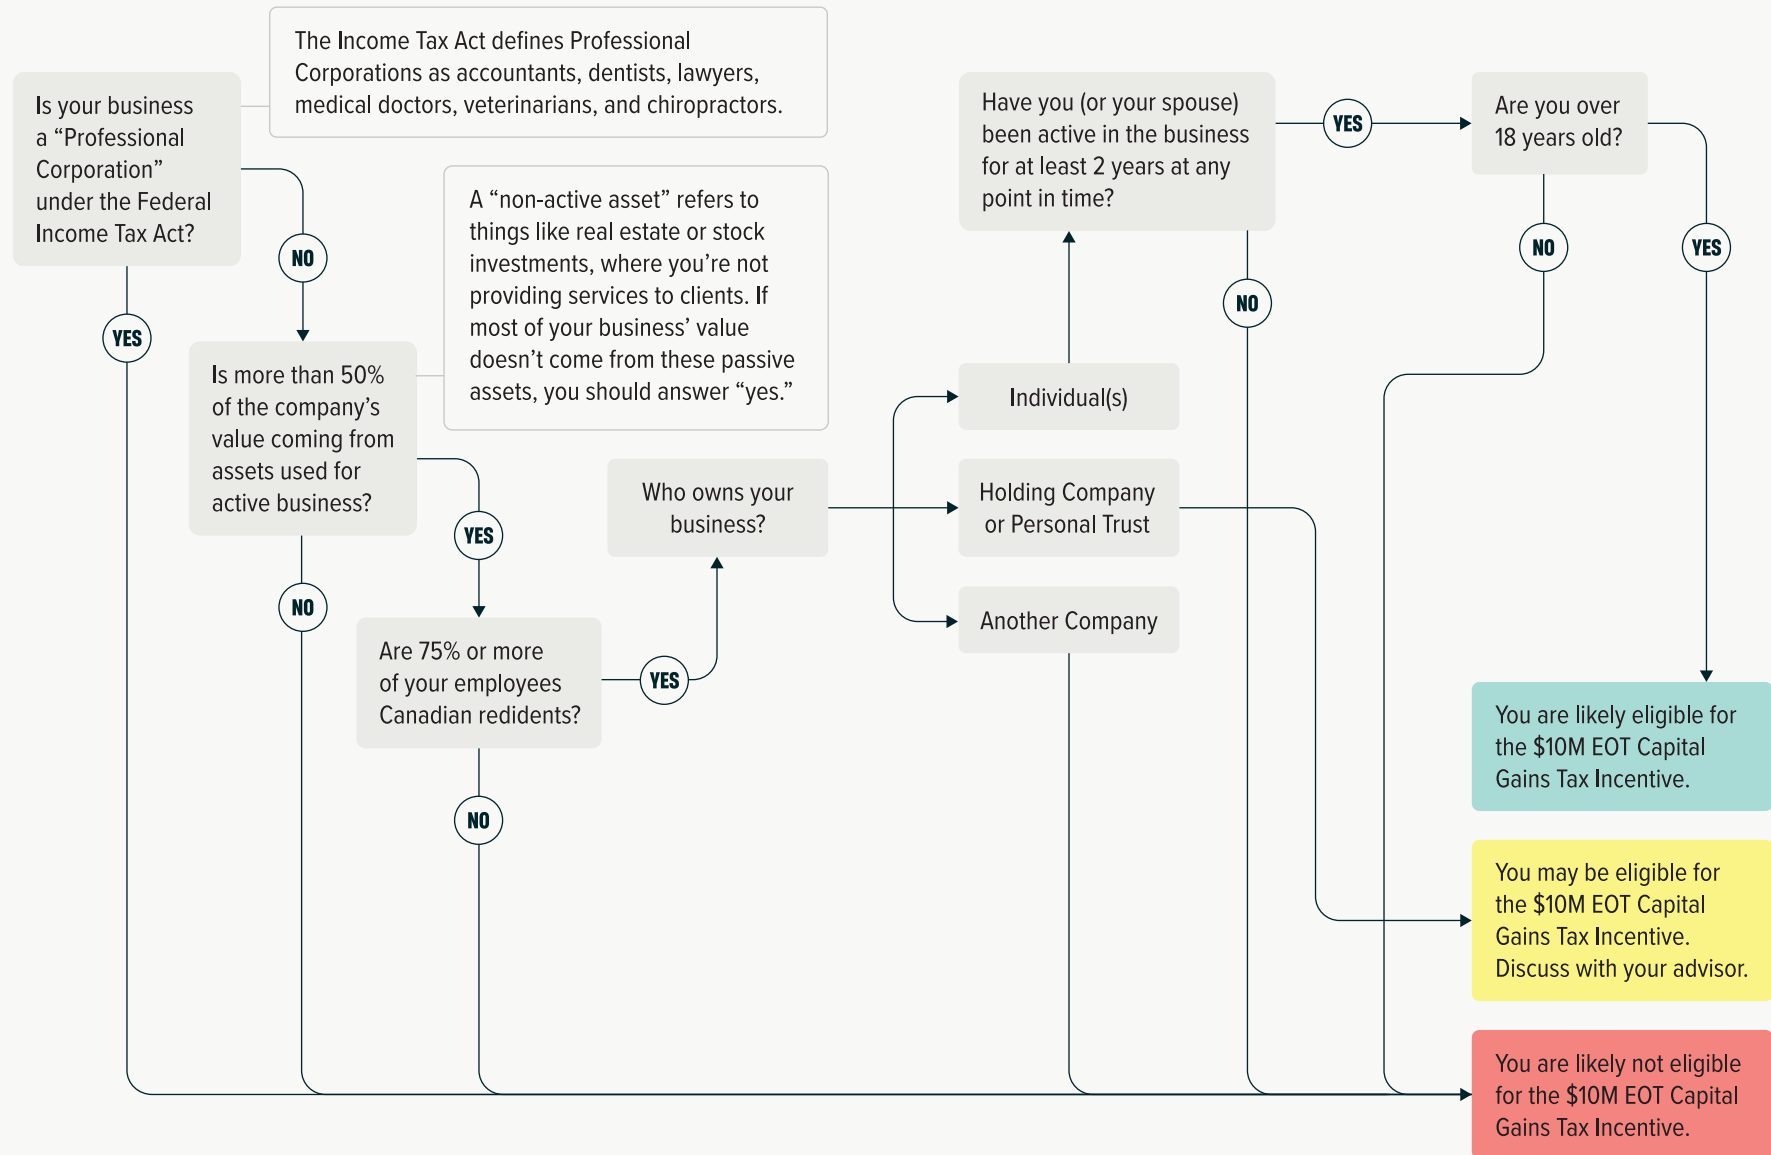 The Income Tax Act defines Professional
Corporations as accountants, dentists, lawyers,
medical doctors, veterinarians, and chiropractors.
Is your business
a “Professional
Corporation”
under the Federal
Income Tax Act?
NO
YES
A “non-active asset” refers to
things like real estate or stock
investments, where you’re not
providing services to clients. If
most of your business’ value
doesn’t come from these passive
assets, you should answer “yes.”
Is more than 50%
of the company’s
value coming from
assets used for
active business?
YES
NO
Are 75% or more
of your employees
Canadian redidents?
YES
NO
Who owns your
business?
Individual(s)
Holding Company
or Personal Trust
Another Company
Have you (or your spouse)
been active in the business
for at least 2 years at any
point in time?
YES
NO
Are you over
18 years old?
NO
YES
You are likely eligible for
the $10M EOT Capital
Gains Tax Incentive.
You may be eligible for
the $10M EOT Capital
Gains Tax Incentive.
Discuss with your advisor.
You are likely not eligible
for the $10M EOT Capital
Gains Tax Incentive.